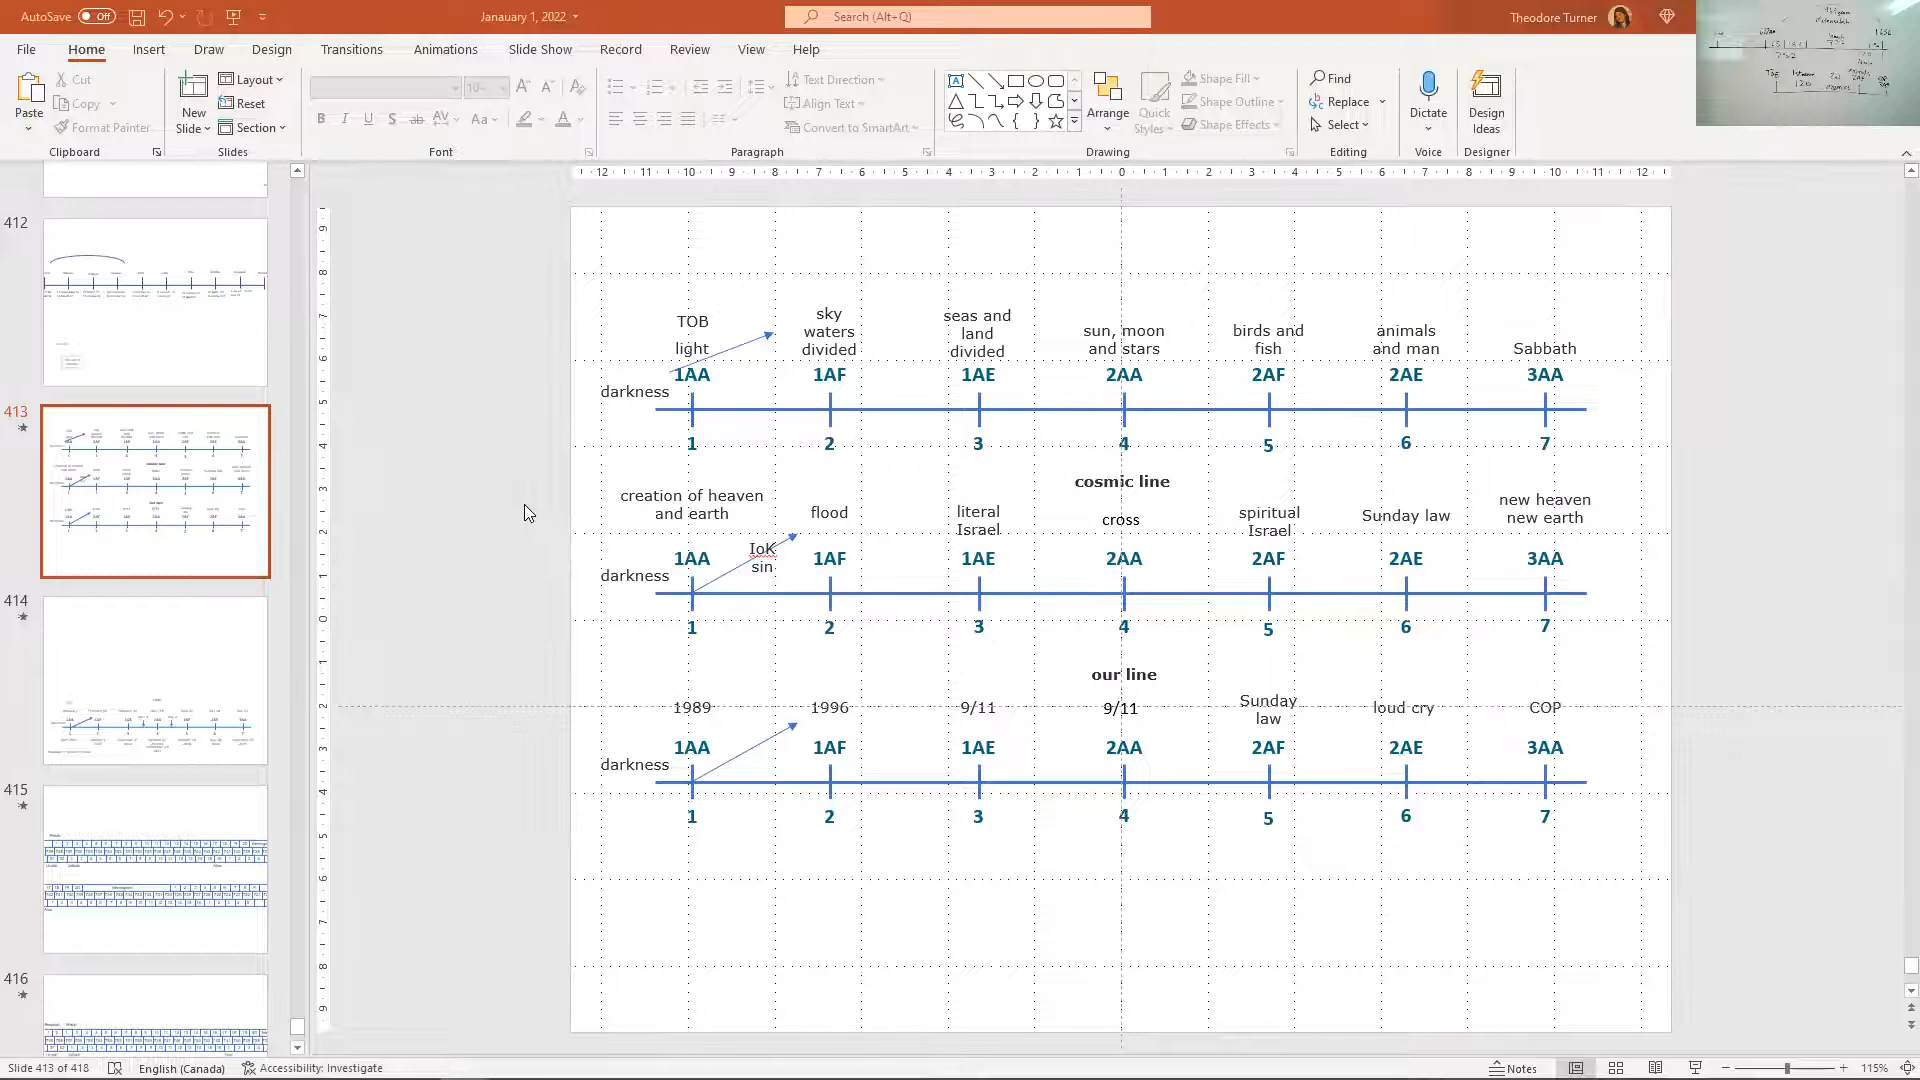 AutoSave Off
Janauary 1, 2022
Search (Alt+Q)
Theodore Turner
File Home Insert Draw Design Transitions Animations Slide Show Record Review View Help
Paste
Cut
Copy
Format Painter
Clipboard
New Slide
Layout
Reset
Section
Slides
Font
Text Direction
Align Text
Convert to SmartArt
Paragraph
Arrange
Quick Styles
Shape Fill
Shape Outline
Shape Effects
Drawing
Find
Replace
Select
Editing
Dictate
Voice
Design Ideas
Designer
412
413
414
415
416
TOB
light
sky waters divided
seas and land divided
sun, moon and stars
birds and fish
animals and man
Sabbath
darkness
1AA 1AF 1AE 2AA 2AF 2AE 3AA
1 2 3 4 5 6 7
cosmic line
creation of heaven and earth
flood
literal Israel
cross
spiritual Israel
Sunday law
new heaven new earth
IoK
sin
darkness
1AA 1AF 1AE 2AA 2AF 2AE 3AA
1 2 3 4 5 6 7
our line
1989 1996 9/11 9/11 Sunday law loud cry COP
darkness
1AA 1AF 1AE 2AA 2AF 2AE 3AA
1 2 3 4 5 6 7
Slide 413 of 418
English (Canada)
Accessibility: Investigate
Notes
115%